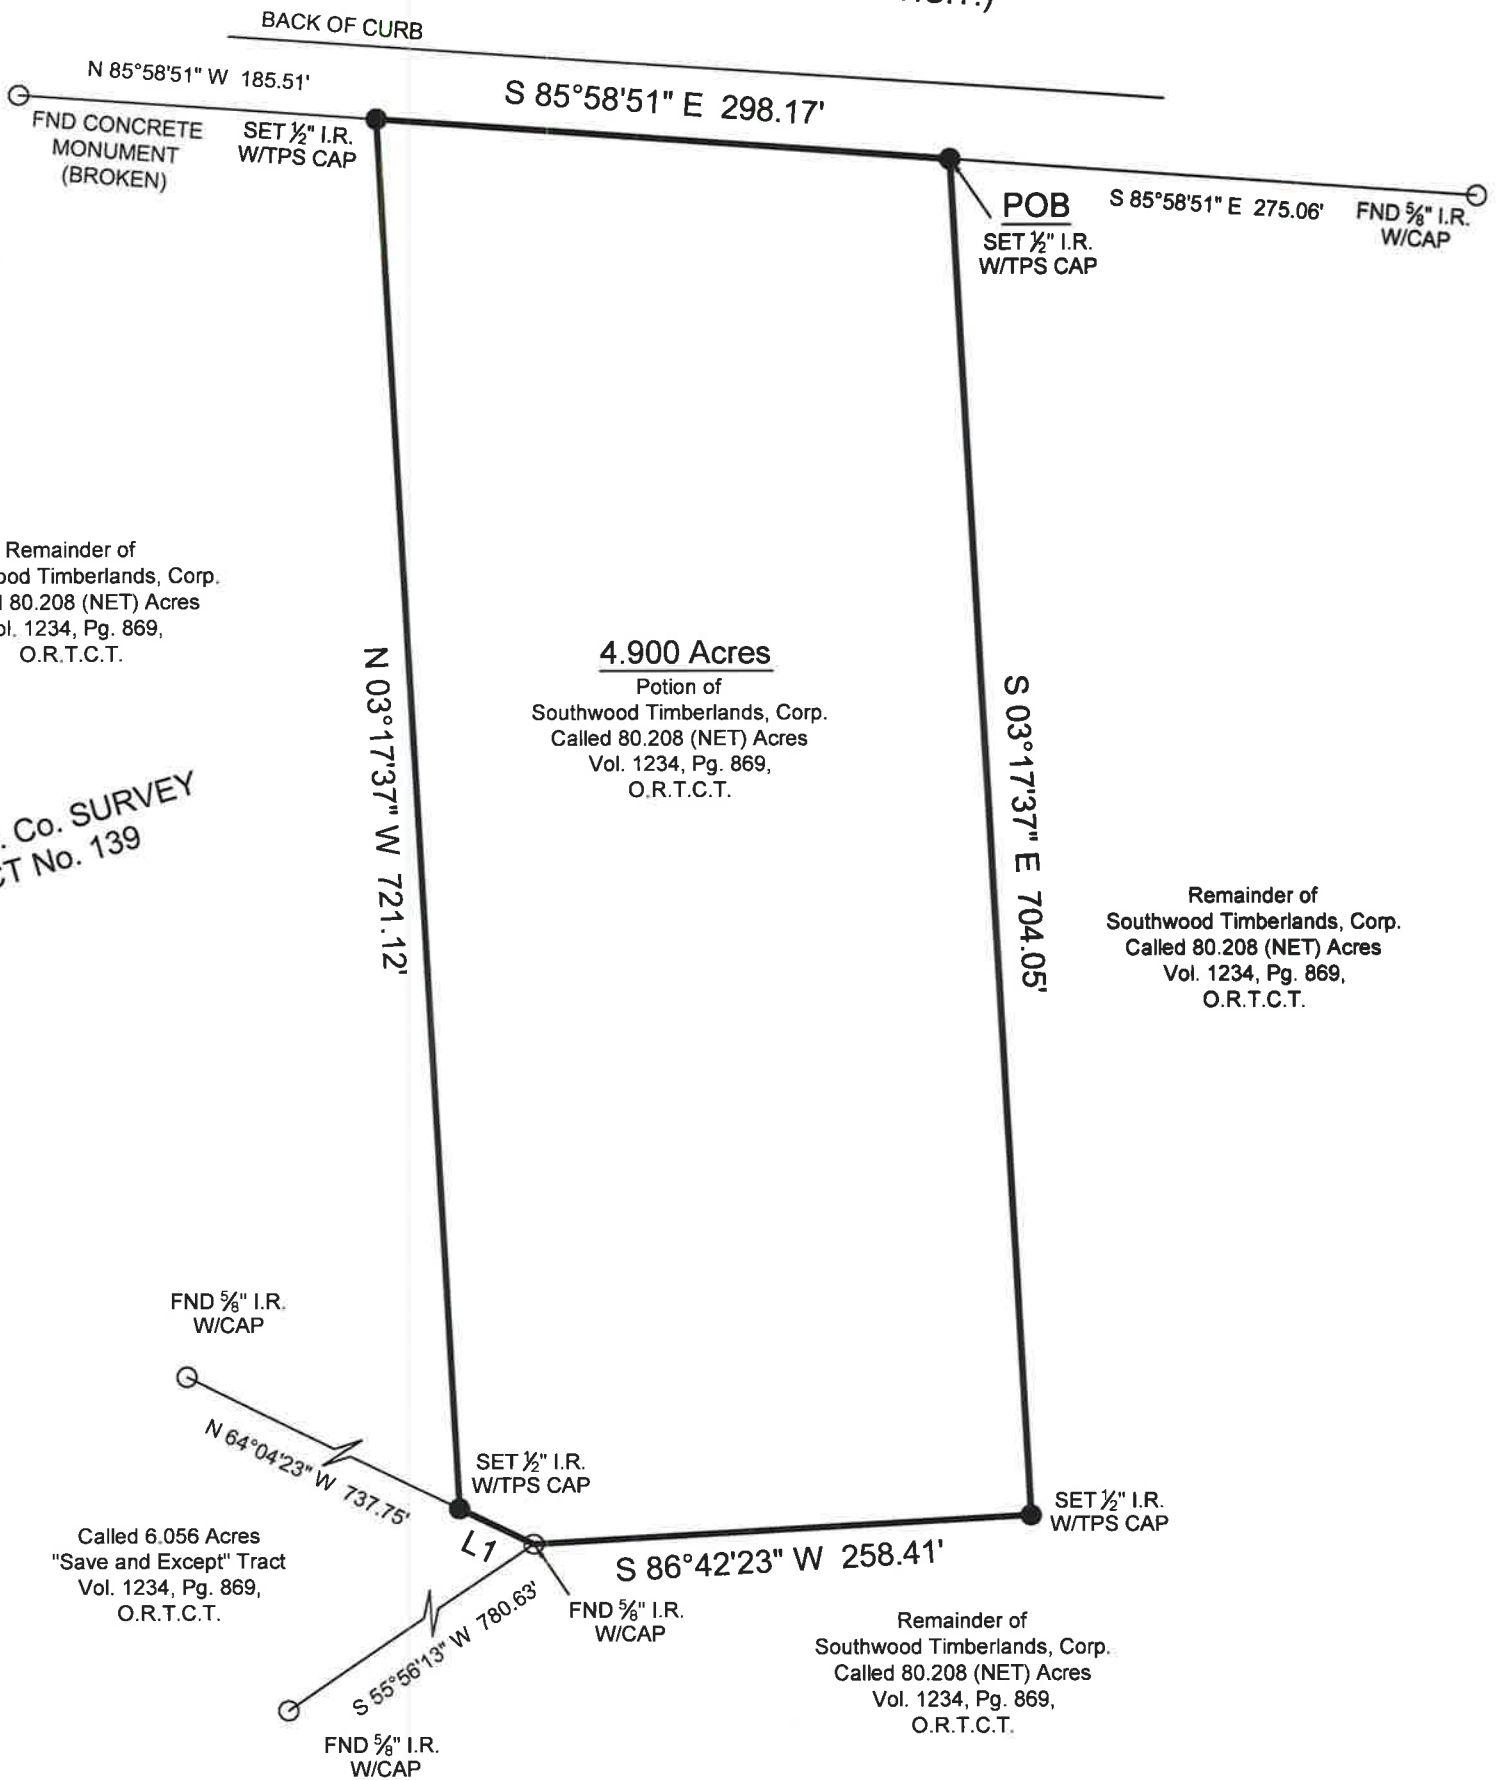 BACK OF CURB
N 85°58'51" W 185.51'
S 85°58'51" E 298.17'
FND CONCRETE
MONUMENT
(BROKEN)
SET ½" I.R.
W/TPS CAP
POB
SET ½" I.R.
W/TPS CAP
S 85°58'51" E 275.06'
FND ⅝" I.R.
W/CAP
Remainder of
Timberlands, Corp.
80.208 (NET) Acres
1234, Pg. 869,
O.R.T.C.T.
N 03°17'37" W 721.12'
4.900 Acres
Potion of
Southwood Timberlands, Corp.
Called 80.208 (NET) Acres
Vol. 1234, Pg. 869,
O.R.T.C.T.
S 03°17'37" E 704.05'
Co. SURVEY
No. 139
Remainder of
Southwood Timberlands, Corp.
Called 80.208 (NET) Acres
Vol. 1234, Pg. 869,
O.R.T.C.T.
FND ⅝" I.R.
W/CAP
N 64°04'23" W 737.75'
SET ½" I.R.
W/TPS CAP
SET ½" I.R.
W/TPS CAP
Called 6.056 Acres
"Save and Except" Tract
Vol. 1234, Pg. 869,
O.R.T.C.T.
L1
S 86°42'23" W 258.41'
S 55°56'13" W 780.63'
FND ⅝" I.R.
W/CAP
Remainder of
Southwood Timberlands, Corp.
Called 80.208 (NET) Acres
Vol. 1234, Pg. 869,
O.R.T.C.T.
FND ⅝" I.R.
W/CAP